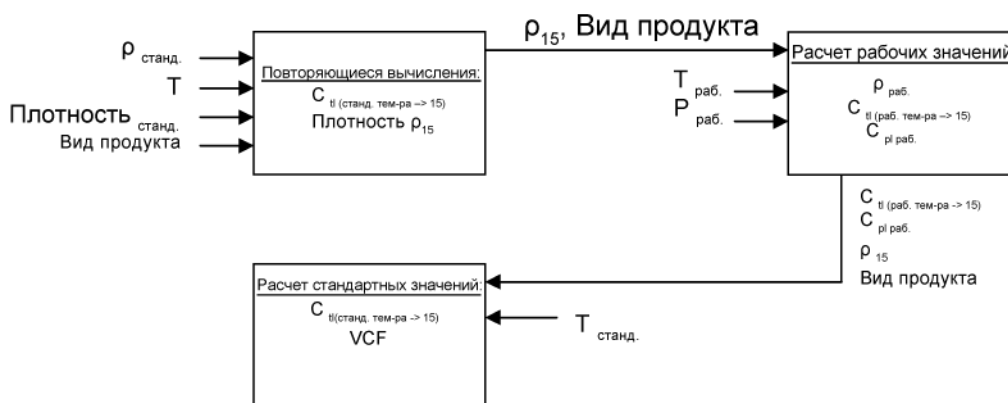 ρ станд.
T
Плотность станд.
Вид продукта
Повторяющиеся вычисления:
C tl (станд. тем-ра –> 15)
Плотность ρ15
ρ15, Вид продукта
T раб.
P раб.
Расчет рабочих значений
ρ раб.
C tl (раб. тем-ра –> 15)
C pl раб.
C tl (раб. тем-ра -> 15)
C pl раб.
ρ 15
Вид продукта
Расчет стандартных значений:
C tl(станд. тем-ра -> 15)
VCF
T станд.